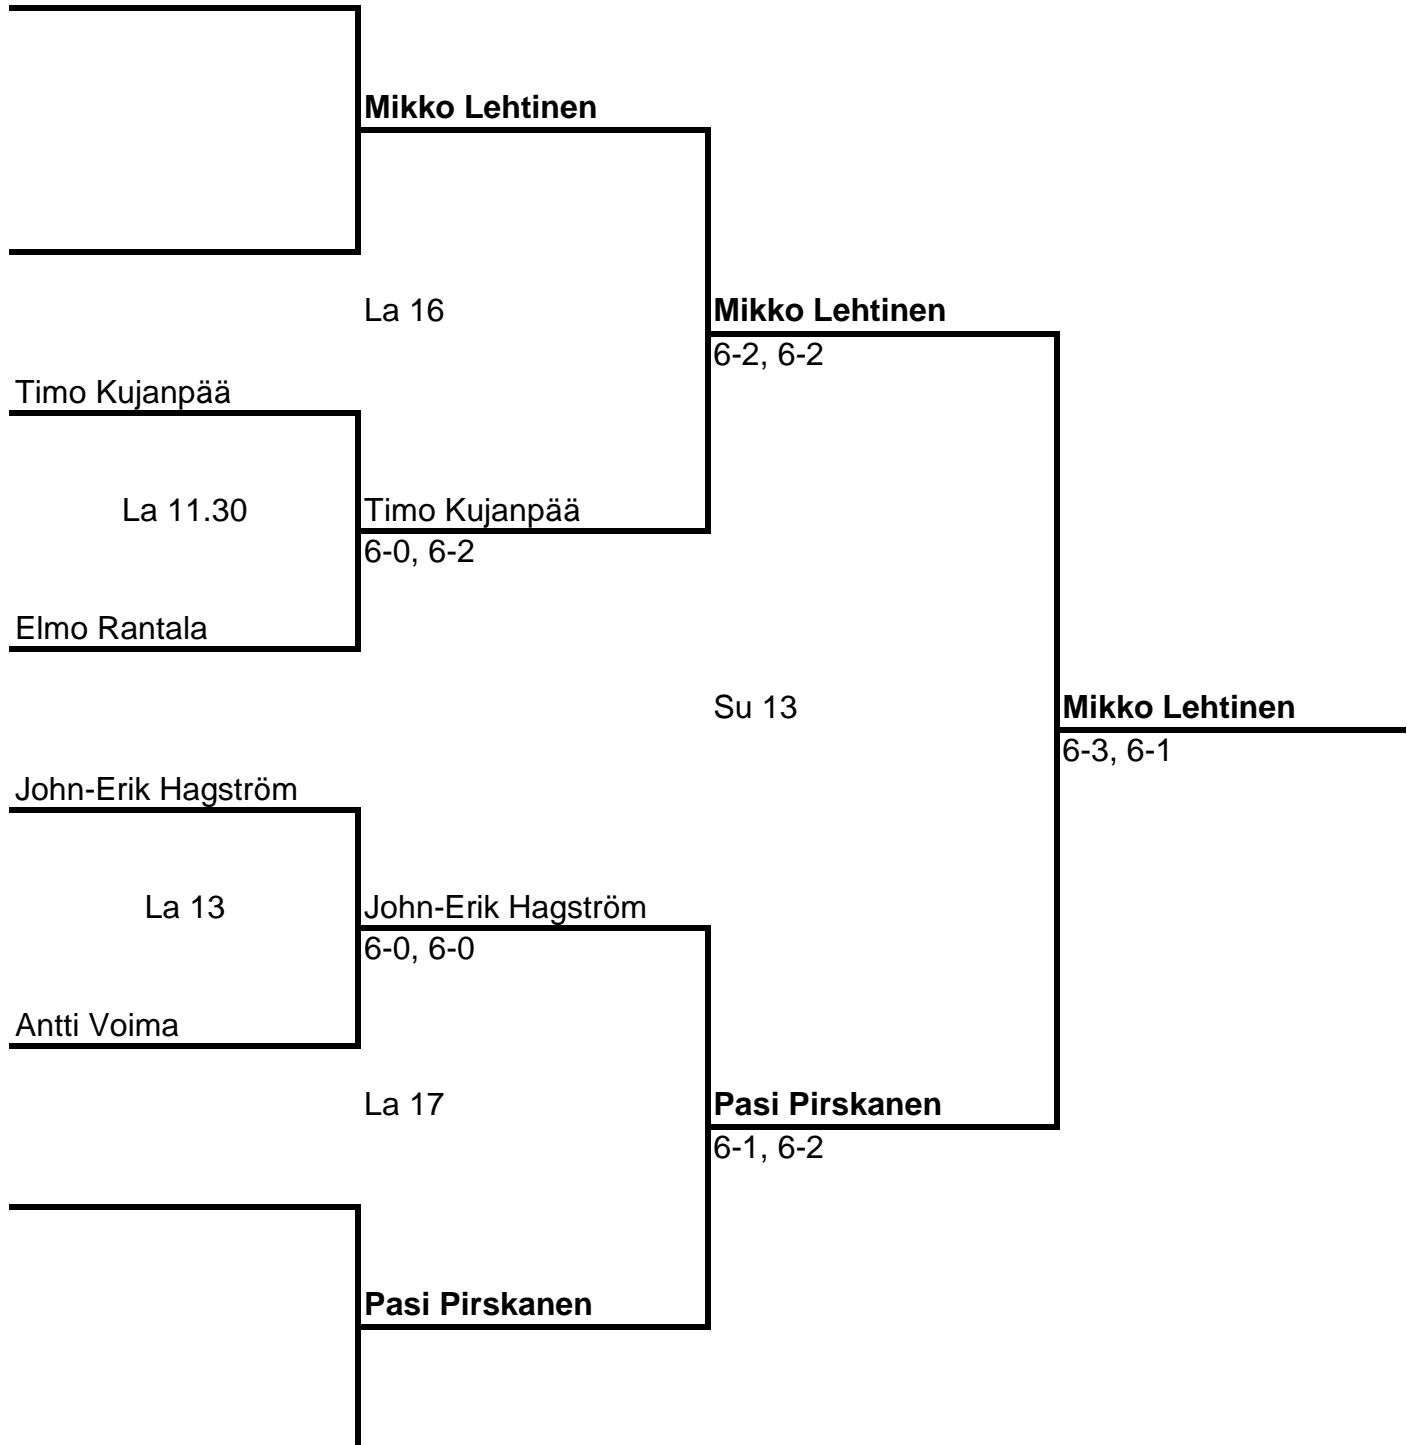 Mikko Lehtinen
La 16
Mikko Lehtinen
6-2, 6-2
Timo Kujanpää
La 11.30
Timo Kujanpää
6-0, 6-2
Elmo Rantala
Su 13
Mikko Lehtinen
6-3, 6-1
John-Erik Hagström
La 13
John-Erik Hagström
6-0, 6-0
Antti Voima
La 17
Pasi Pirskanen
6-1, 6-2
Pasi Pirskanen